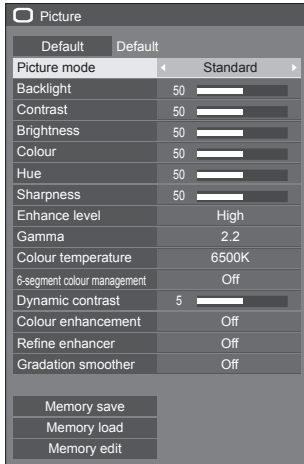 Picture
Default Default
Picture mode Standard
Backlight 50
Contrast 50
Brightness 50
Colour 50
Hue 50
Sharpness 50
Enhance level High
Gamma 2.2
Colour temperature 6500K
6-segment colour management Off
Dynamic contrast 5
Colour enhancement Off
Refine enhancer Off
Gradation smoother Off
Memory save
Memory load
Memory edit